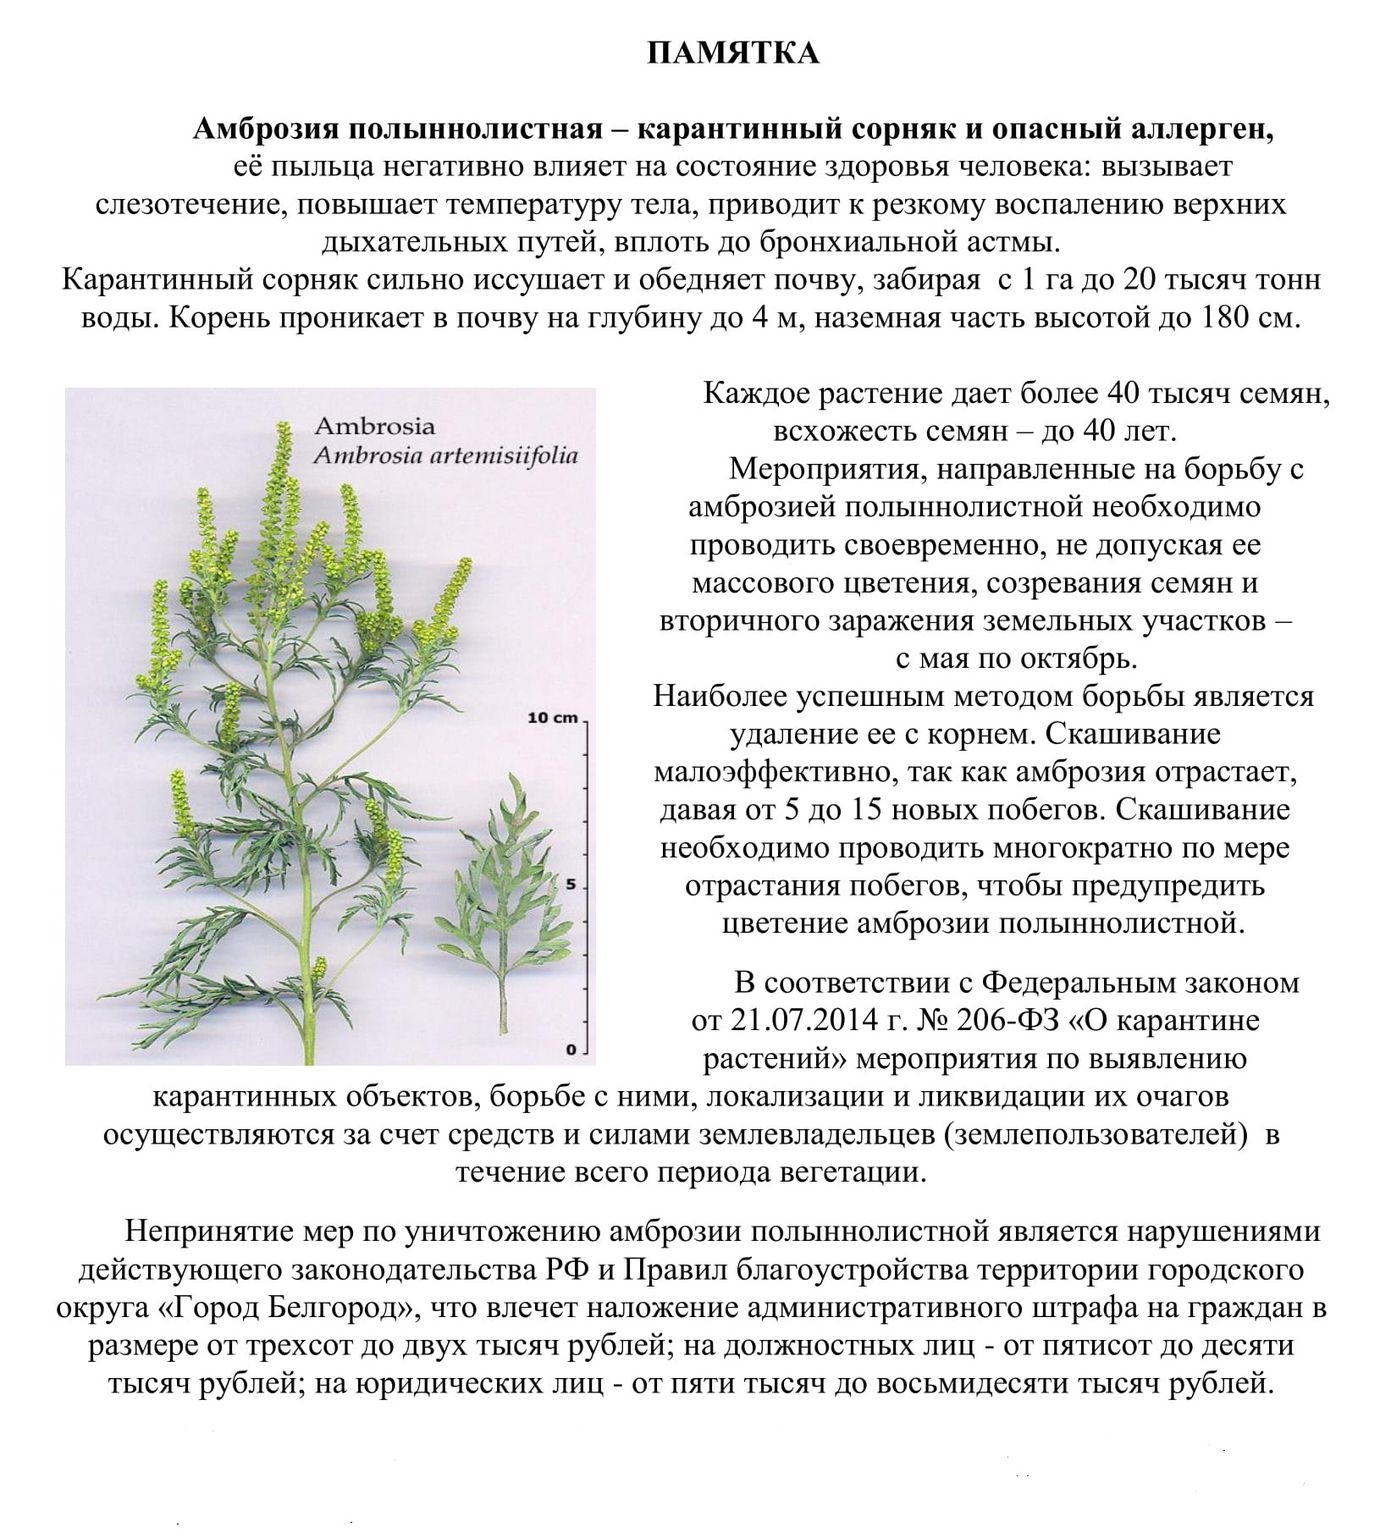 ПАМЯТКА
Амброзия полыннолистная – карантинный сорняк и опасный аллерген,
её пыльца негативно влияет на состояние здоровья человека: вызывает
слезотечение, повышает температуру тела, приводит к резкому воспалению верхних
дыхательных путей, вплоть до бронхиальной астмы.
Карантинный сорняк сильно иссушает и обедняет почву, забирая  с 1 га до 20 тысяч тонн
воды. Корень проникает в почву на глубину до 4 м, наземная часть высотой до 180 см.
Ambrosia
Ambrosia artemisiifolia
10 cm
5
0
Каждое растение дает более 40 тысяч семян,
всхожесть семян – до 40 лет.
Мероприятия, направленные на борьбу с
амброзией полыннолистной необходимо
проводить своевременно, не допуская ее
массового цветения, созревания семян и
вторичного заражения земельных участков –
с мая по октябрь.
Наиболее успешным методом борьбы является
удаление ее с корнем. Скашивание
малоэффективно, так как амброзия отрастает,
давая от 5 до 15 новых побегов. Скашивание
необходимо проводить многократно по мере
отрастания побегов, чтобы предупредить
цветение амброзии полыннолистной.
В соответствии с Федеральным законом
от 21.07.2014 г. № 206-ФЗ «О карантине
растений» мероприятия по выявлению
карантинных объектов, борьбе с ними, локализации и ликвидации их очагов
осуществляются за счет средств и силами землевладельцев (землепользователей)  в
течение всего периода вегетации.
Непринятие мер по уничтожению амброзии полыннолистной является нарушениями
действующего законодательства РФ и Правил благоустройства территории городского
округа «Город Белгород», что влечет наложение административного штрафа на граждан в
размере от трехсот до двух тысяч рублей; на должностных лиц - от пятисот до десяти
тысяч рублей; на юридических лиц - от пяти тысяч до восьмидесяти тысяч рублей.